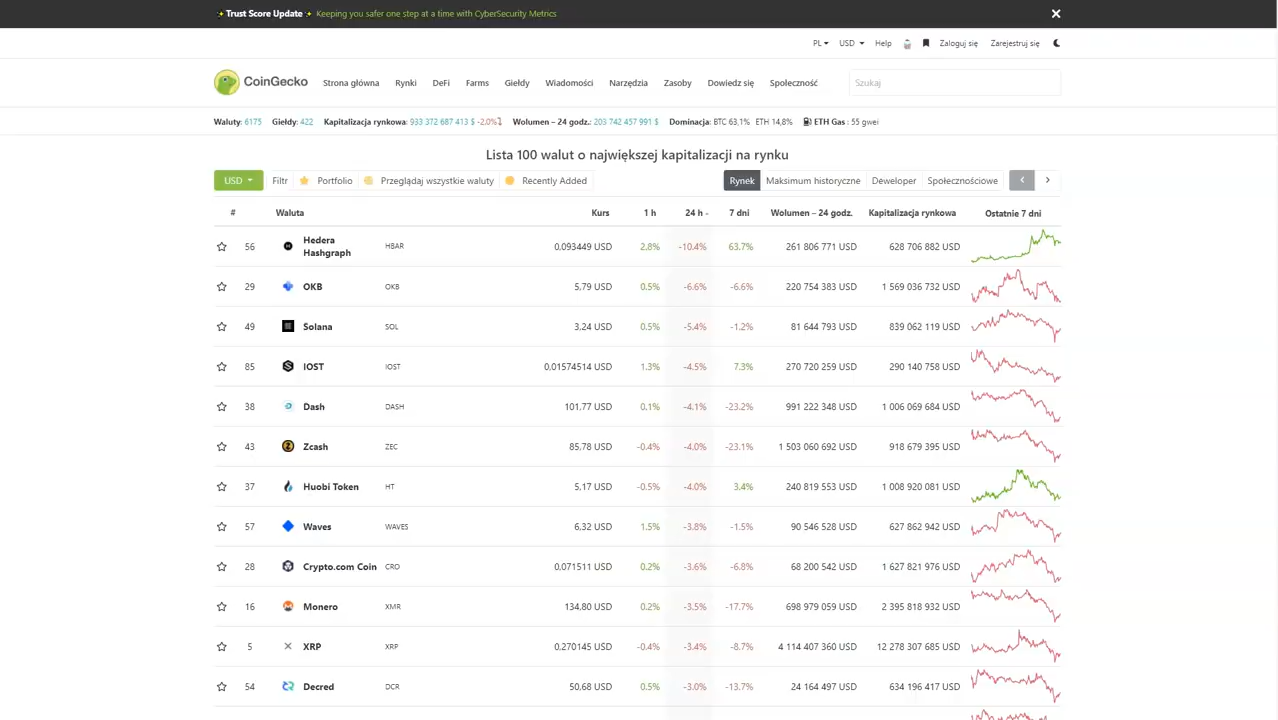 Trust Score Update Keeping you safer one step at a time with CyberSecurity Metrics ×
PL USD Help Zaloguj się Zarejestruj się
CoinGecko Strona główna Rynki DeFi Farms Giełdy Wiadomości Narzędzia Zasoby Dowiedz się Społeczność Szukaj
Waluty: 6175 Giełdy: 422 Kapitalizacja rynkowa: 933 372 687 413 $ -2,0% Wolumen – 24 godz.: 203 742 457 991 $ Dominacja: BTC 63,1% ETH 14,8% ETH Gas : 55 gwei
Lista 100 walut o największej kapitalizacji na rynku
USD Filtr Portfolio Przeglądaj wszystkie waluty Recently Added Rynek Maksimum historyczne Deweloper Społecznościowe
# Waluta Kurs 1 h 24 h - 7 dni Wolumen – 24 godz. Kapitalizacja rynkowa Ostatnie 7 dni
56 Hedera Hashgraph HBAR 0,093449 USD 2.8% -10.4% 63.7% 261 806 771 USD 628 706 882 USD
29 OKB OKB 5,79 USD 0.5% -6.6% -6.6% 220 754 383 USD 1 569 036 732 USD
49 Solana SOL 3,24 USD 0.5% -5.4% -1.2% 81 644 793 USD 839 062 119 USD
85 IOST IOST 0,01574514 USD 1.3% -4.5% 7.3% 270 720 259 USD 290 140 758 USD
38 Dash DASH 101,77 USD 0.1% -4.1% -23.2% 991 222 348 USD 1 006 069 684 USD
43 Zcash ZEC 85,78 USD -0.4% -4.0% -23.1% 1 503 060 692 USD 918 679 395 USD
37 Huobi Token HT 5,17 USD -0.5% -4.0% 3.4% 240 819 553 USD 1 008 920 081 USD
57 Waves WAVES 6,32 USD 1.5% -3.8% -1.5% 90 546 528 USD 627 862 942 USD
28 Crypto.com Coin CRO 0,071511 USD 0.2% -3.6% -6.8% 68 200 542 USD 1 627 821 976 USD
16 Monero XMR 134,80 USD 0.2% -3.5% -17.7% 698 979 059 USD 2 395 818 932 USD
5 XRP XRP 0,270145 USD -0.4% -3.4% -8.7% 4 114 407 360 USD 12 278 307 685 USD
54 Decred DCR 50,68 USD 0.5% -3.0% -13.7% 24 164 497 USD 634 196 417 USD